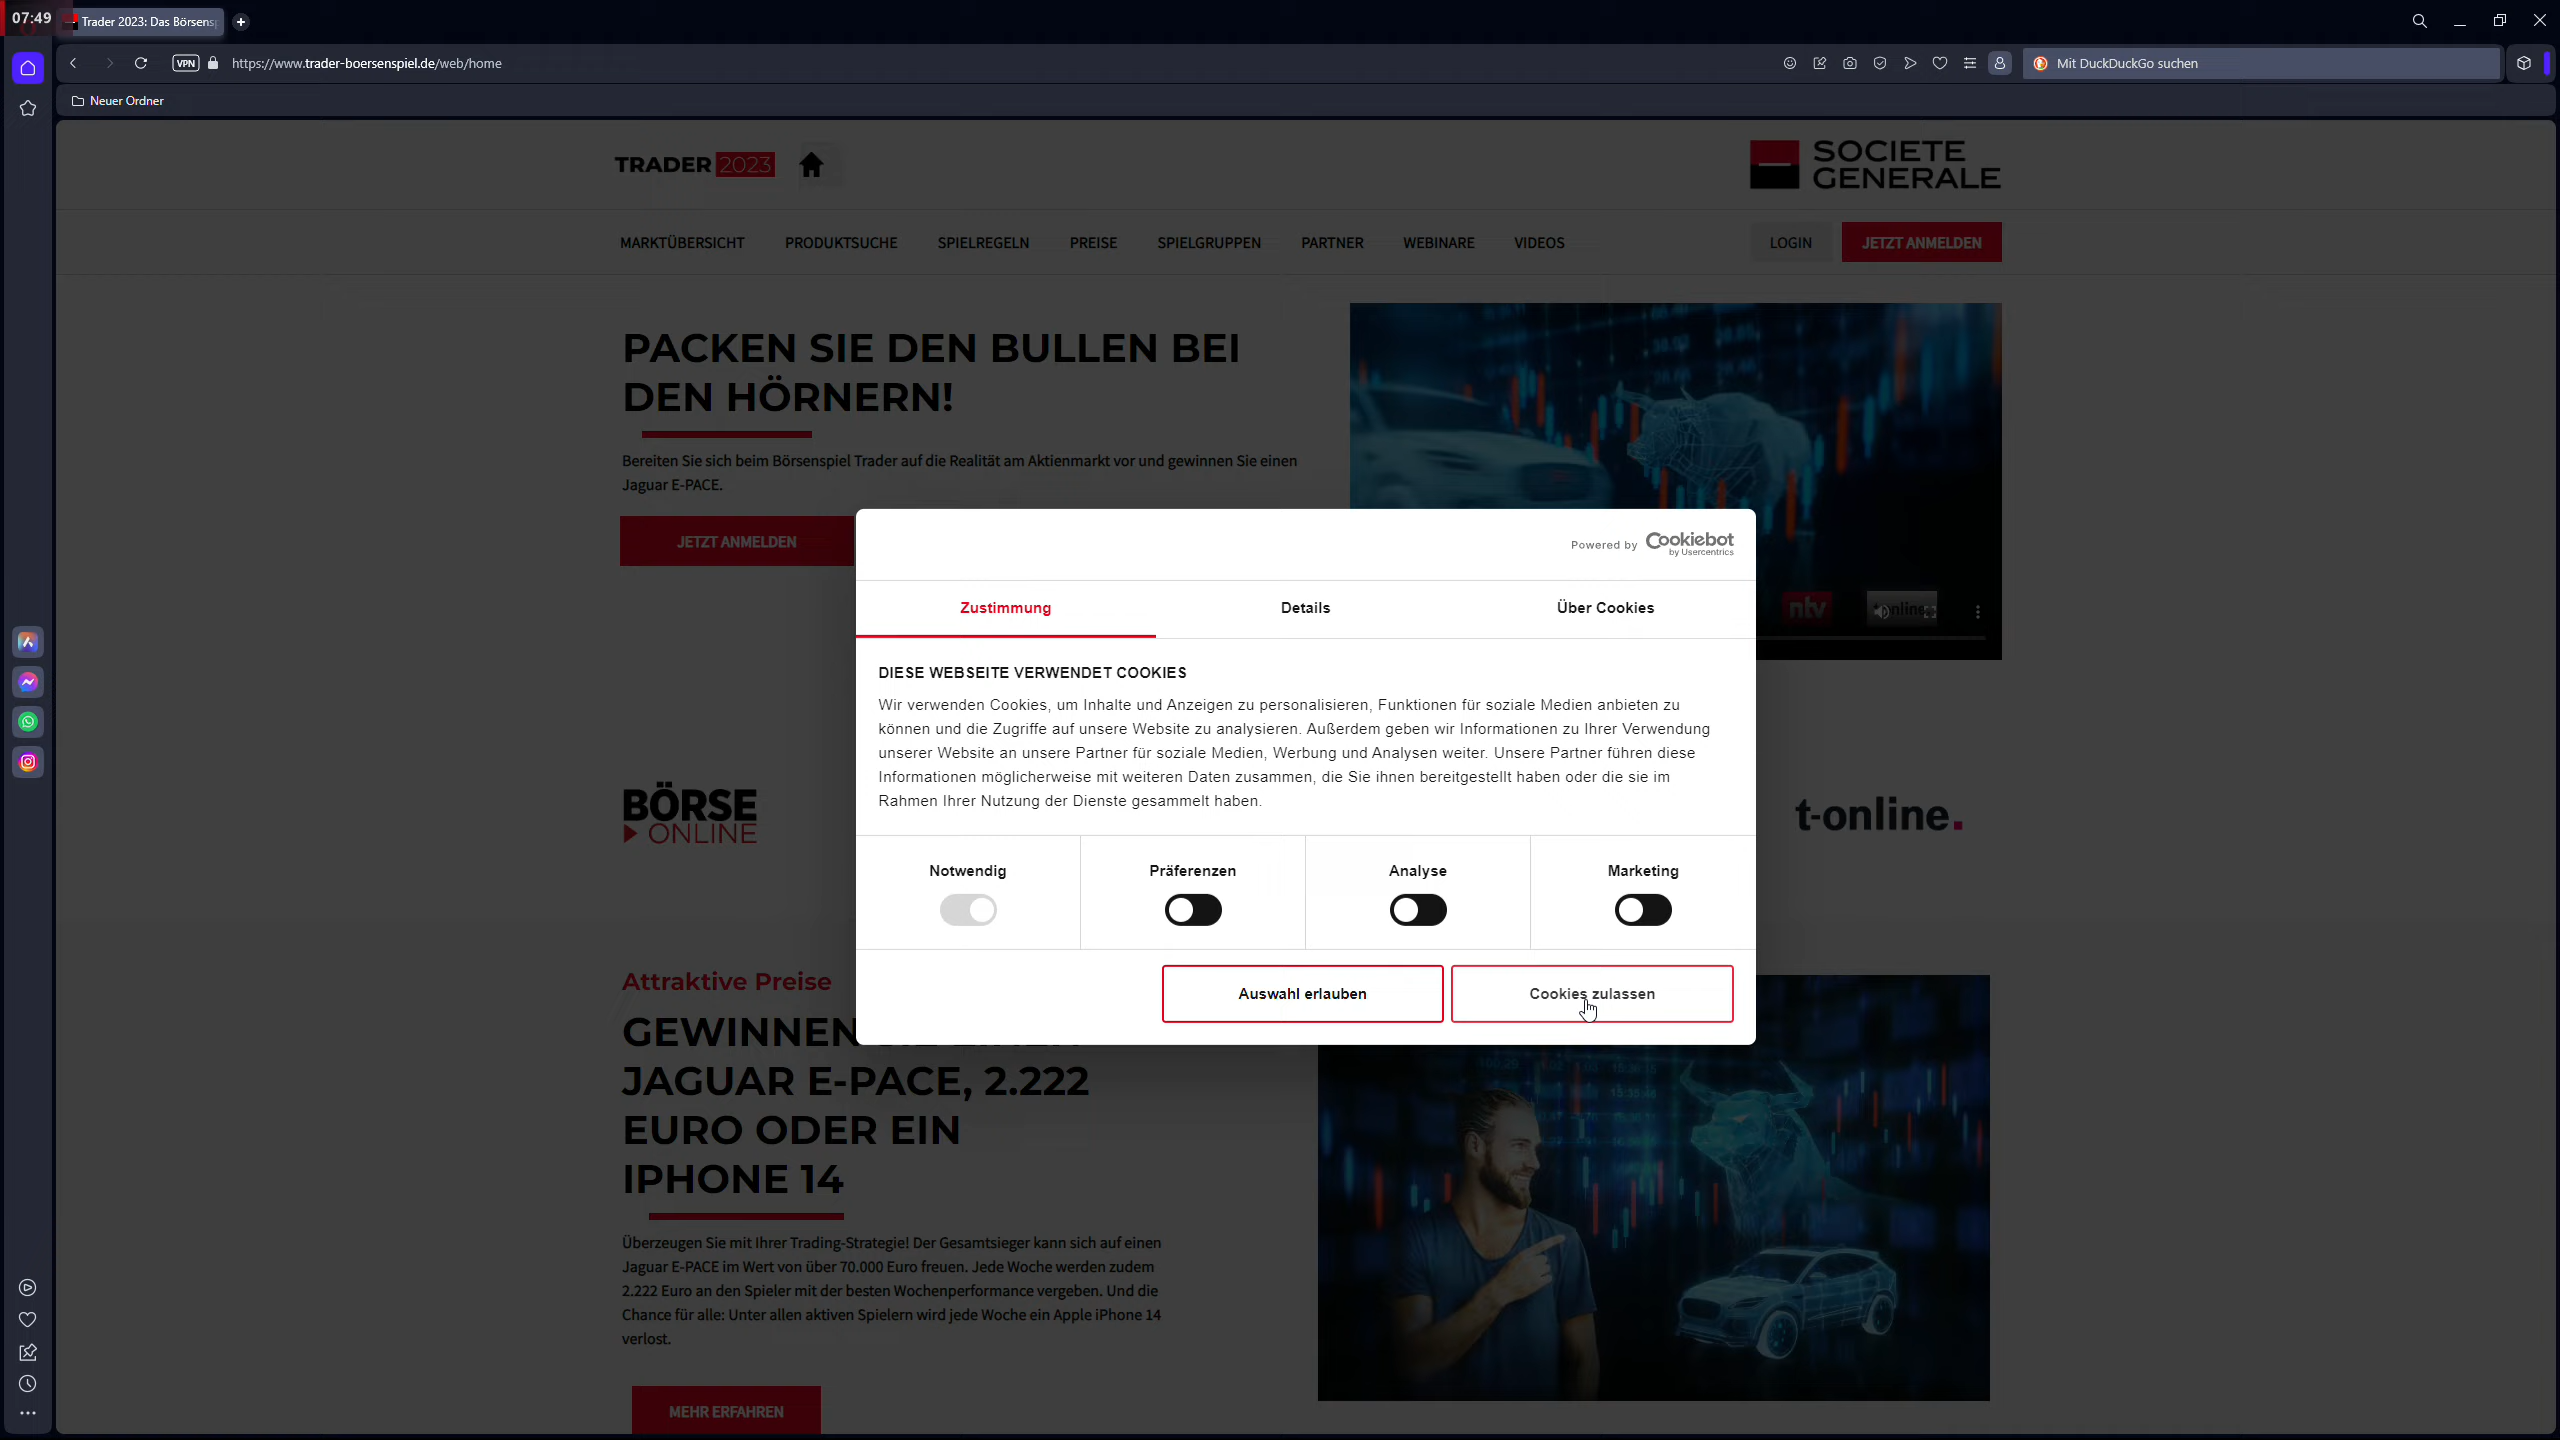 07:49
Trader 2023: Das Börsensp
VPN
https://www.trader-boersenspiel.de/web/home
Mit DuckDuckGo suchen
Neuer Ordner
TRADER 2023
SOCIETE
GENERALE
MARKTÜBERSICHT
PRODUKTSUCHE
SPIELREGELN
PREISE
SPIELGRUPPEN
PARTNER
WEBINARE
VIDEOS
LOGIN
JETZT ANMELDEN
PACKEN SIE DEN BULLEN BEI
DEN HÖRNERN!
Bereiten Sie sich beim Börsenspiel Trader auf die Realität am Aktienmarkt vor und gewinnen Sie einen
Jaguar E-PACE.
JETZT ANMELDEN
ntv
Powered by Cookiebot
by Usercentrics
Zustimmung
Details
Über Cookies
DIESE WEBSEITE VERWENDET COOKIES
Wir verwenden Cookies, um Inhalte und Anzeigen zu personalisieren, Funktionen für soziale Medien anbieten zu
können und die Zugriffe auf unsere Website zu analysieren. Außerdem geben wir Informationen zu Ihrer Verwendung
unserer Website an unsere Partner für soziale Medien, Werbung und Analysen weiter. Unsere Partner führen diese
Informationen möglicherweise mit weiteren Daten zusammen, die Sie ihnen bereitgestellt haben oder die sie im
Rahmen Ihrer Nutzung der Dienste gesammelt haben.
BÖRSE
ONLINE
t-online.
Notwendig
Präferenzen
Analyse
Marketing
Auswahl erlauben
Cookies zulassen
Attraktive Preise
GEWINNEN
JAGUAR E-PACE, 2.222
EURO ODER EIN
IPHONE 14
Überzeugen Sie mit Ihrer Trading-Strategie! Der Gesamtsieger kann sich auf einen
Jaguar E-PACE im Wert von über 70.000 Euro freuen. Jede Woche werden zudem
2.222 Euro an den Spieler mit der besten Wochenperformance vergeben. Und die
Chance für alle: Unter allen aktiven Spielern wird jede Woche ein Apple iPhone 14
verlost.
MEHR ERFAHREN